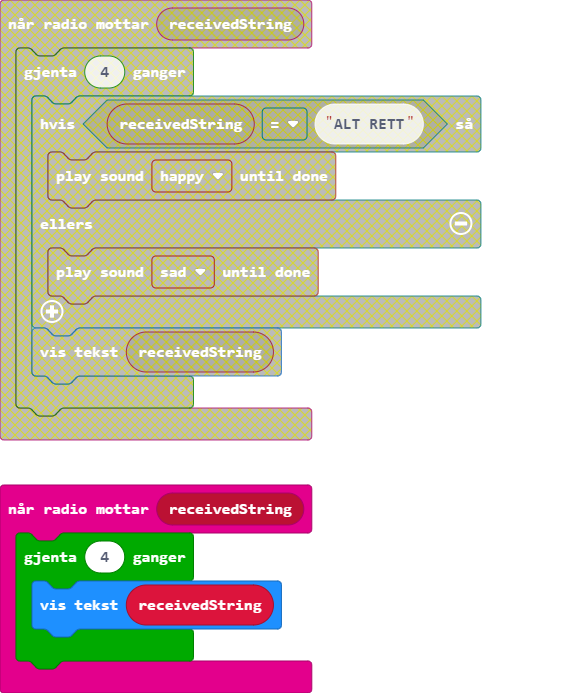 når radio mottar receivedString
gjenta 4 ganger
hvis receivedString = "ALT RETT" så
play sound happy until done
ellers
play sound sad until done
vis tekst receivedString
når radio mottar receivedString
gjenta 4 ganger
vis tekst receivedString